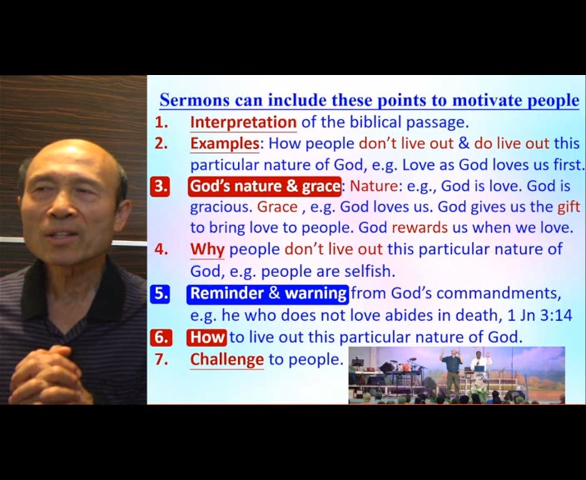 Sermons can include these points to motivate people
1. Interpretation of the biblical passage.
2. Examples: How people don't live out & do live out this
particular nature of God, e.g. Love as God loves us first.
3. God's nature & grace: Nature: e.g., God is love. God is
gracious. Grace , e.g. God loves us. God gives us the gift
to bring love to people. God rewards us when we love.
4. Why people don't live out this particular nature of
God, e.g. people are selfish.
5. Reminder & warning from God's commandments,
e.g. he who does not love abides in death, 1 Jn 3:14
6. How to live out this particular nature of God.
7. Challenge to people.